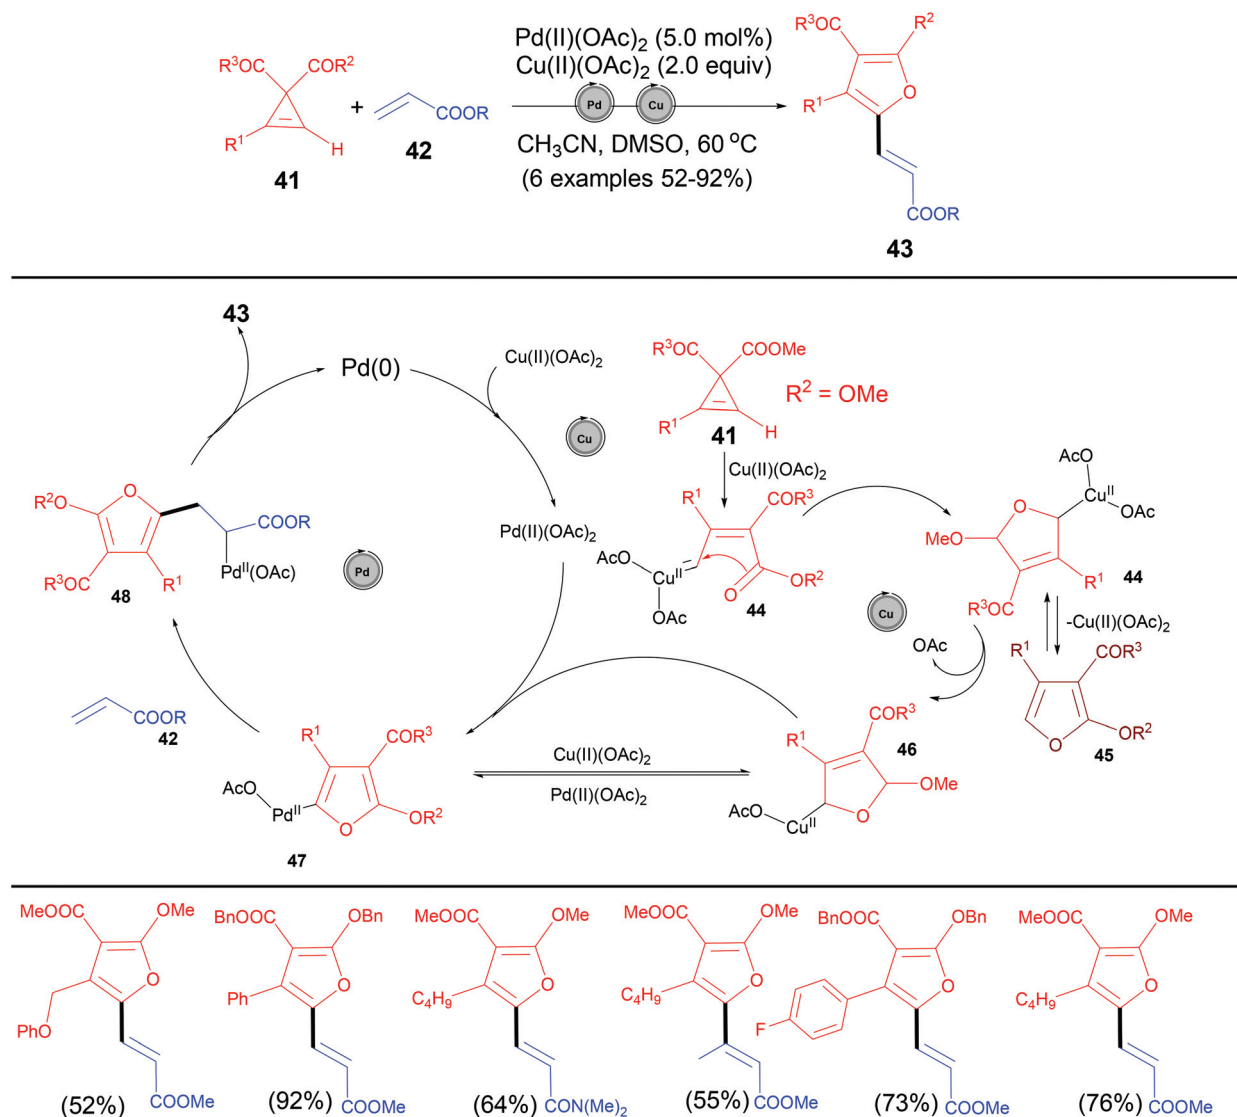 R³OC COR²
R¹ H
41
+
COOR
42
Pd(II)(OAc)₂ (5.0 mol%)
Cu(II)(OAc)₂ (2.0 equiv)
Pd Cu
CH₃CN, DMSO, 60 °C
(6 examples 52-92%)
R³OC R²
O
R¹
COOR
43
43
Pd(0)
Cu(II)(OAc)₂
Cu
R³OC COOMe
R² = OMe
R¹ H
41
Cu(II)(OAc)₂
R¹ COR³
AcO
Cuᴵᴵ
OAc
O OR²
44
AcO
Cuᴵᴵ
OAc
O
MeO
R¹
R³OC
44
-Cu(II)(OAc)₂
Cu
OAc
R¹ COR³
O OR²
45
R²O O
COOR
Pdᴵᴵ(OAc)
R³OC R¹
48
Pd
Pd(II)(OAc)₂
COOR
42
R¹ COR³
AcO
Pdᴵᴵ
O OR²
47
Cu(II)(OAc)₂
Pd(II)(OAc)₂
COR³
R¹
46
OMe
AcO O
Cuᴵᴵ
MeOOC OMe
O
PhO
COOMe
(52%)
BnOOC OBn
O
Ph
COOMe
(92%)
MeOOC OMe
O
C₄H₉
CON(Me)₂
(64%)
MeOOC OMe
O
C₄H₉
COOMe
(55%)
BnOOC OBn
O
F
COOMe
(73%)
MeOOC OMe
O
C₄H₉
COOMe
(76%)